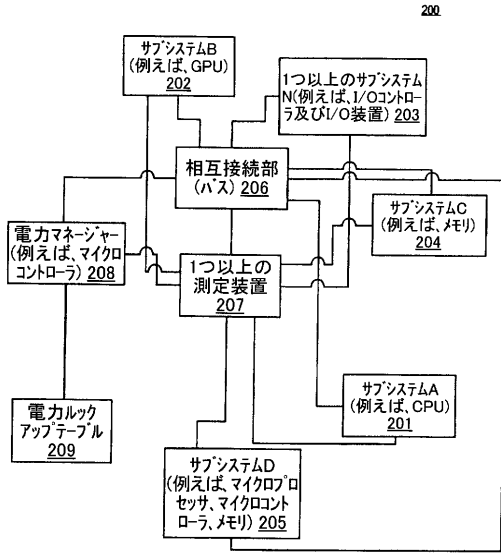 200
サブシステムB
(例えば、GPU)
202
1つ以上のサブシステム
N(例えば、I/Oコントロー
ラ及びI/O装置) 203
相互接続部
(バス) 206
サブシステムC
(例えば、メモリ)
204
電力マネージャー
(例えば、マイクロ
コントローラ) 208
1つ以上の
測定装置
207
サブシステムA
(例えば、CPU)
201
電力ルック
アップテーブル
209
サブシステムD
(例えば、マイクロプロ
セッサ、マイクロコント
ローラ、メモリ) 205